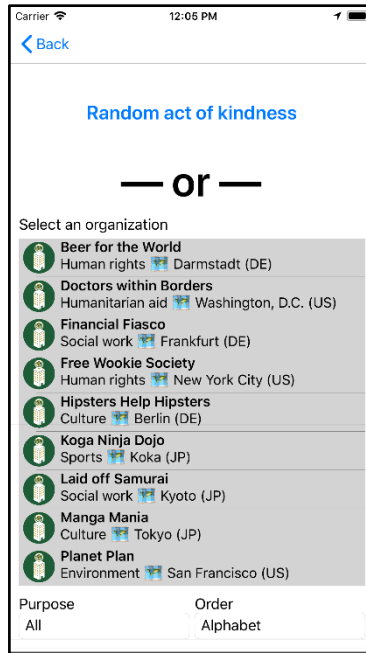 Carrier 12:05 PM
Back
Random act of kindness
— or —
Select an organization
Beer for the World
Human rights Darmstadt (DE)
Doctors within Borders
Humanitarian aid Washington, D.C. (US)
Financial Fiasco
Social work Frankfurt (DE)
Free Wookie Society
Human rights New York City (US)
Hipsters Help Hipsters
Culture Berlin (DE)
Koga Ninja Dojo
Sports Koka (JP)
Laid off Samurai
Social work Kyoto (JP)
Manga Mania
Culture Tokyo (JP)
Planet Plan
Environment San Francisco (US)
Purpose Order
All Alphabet